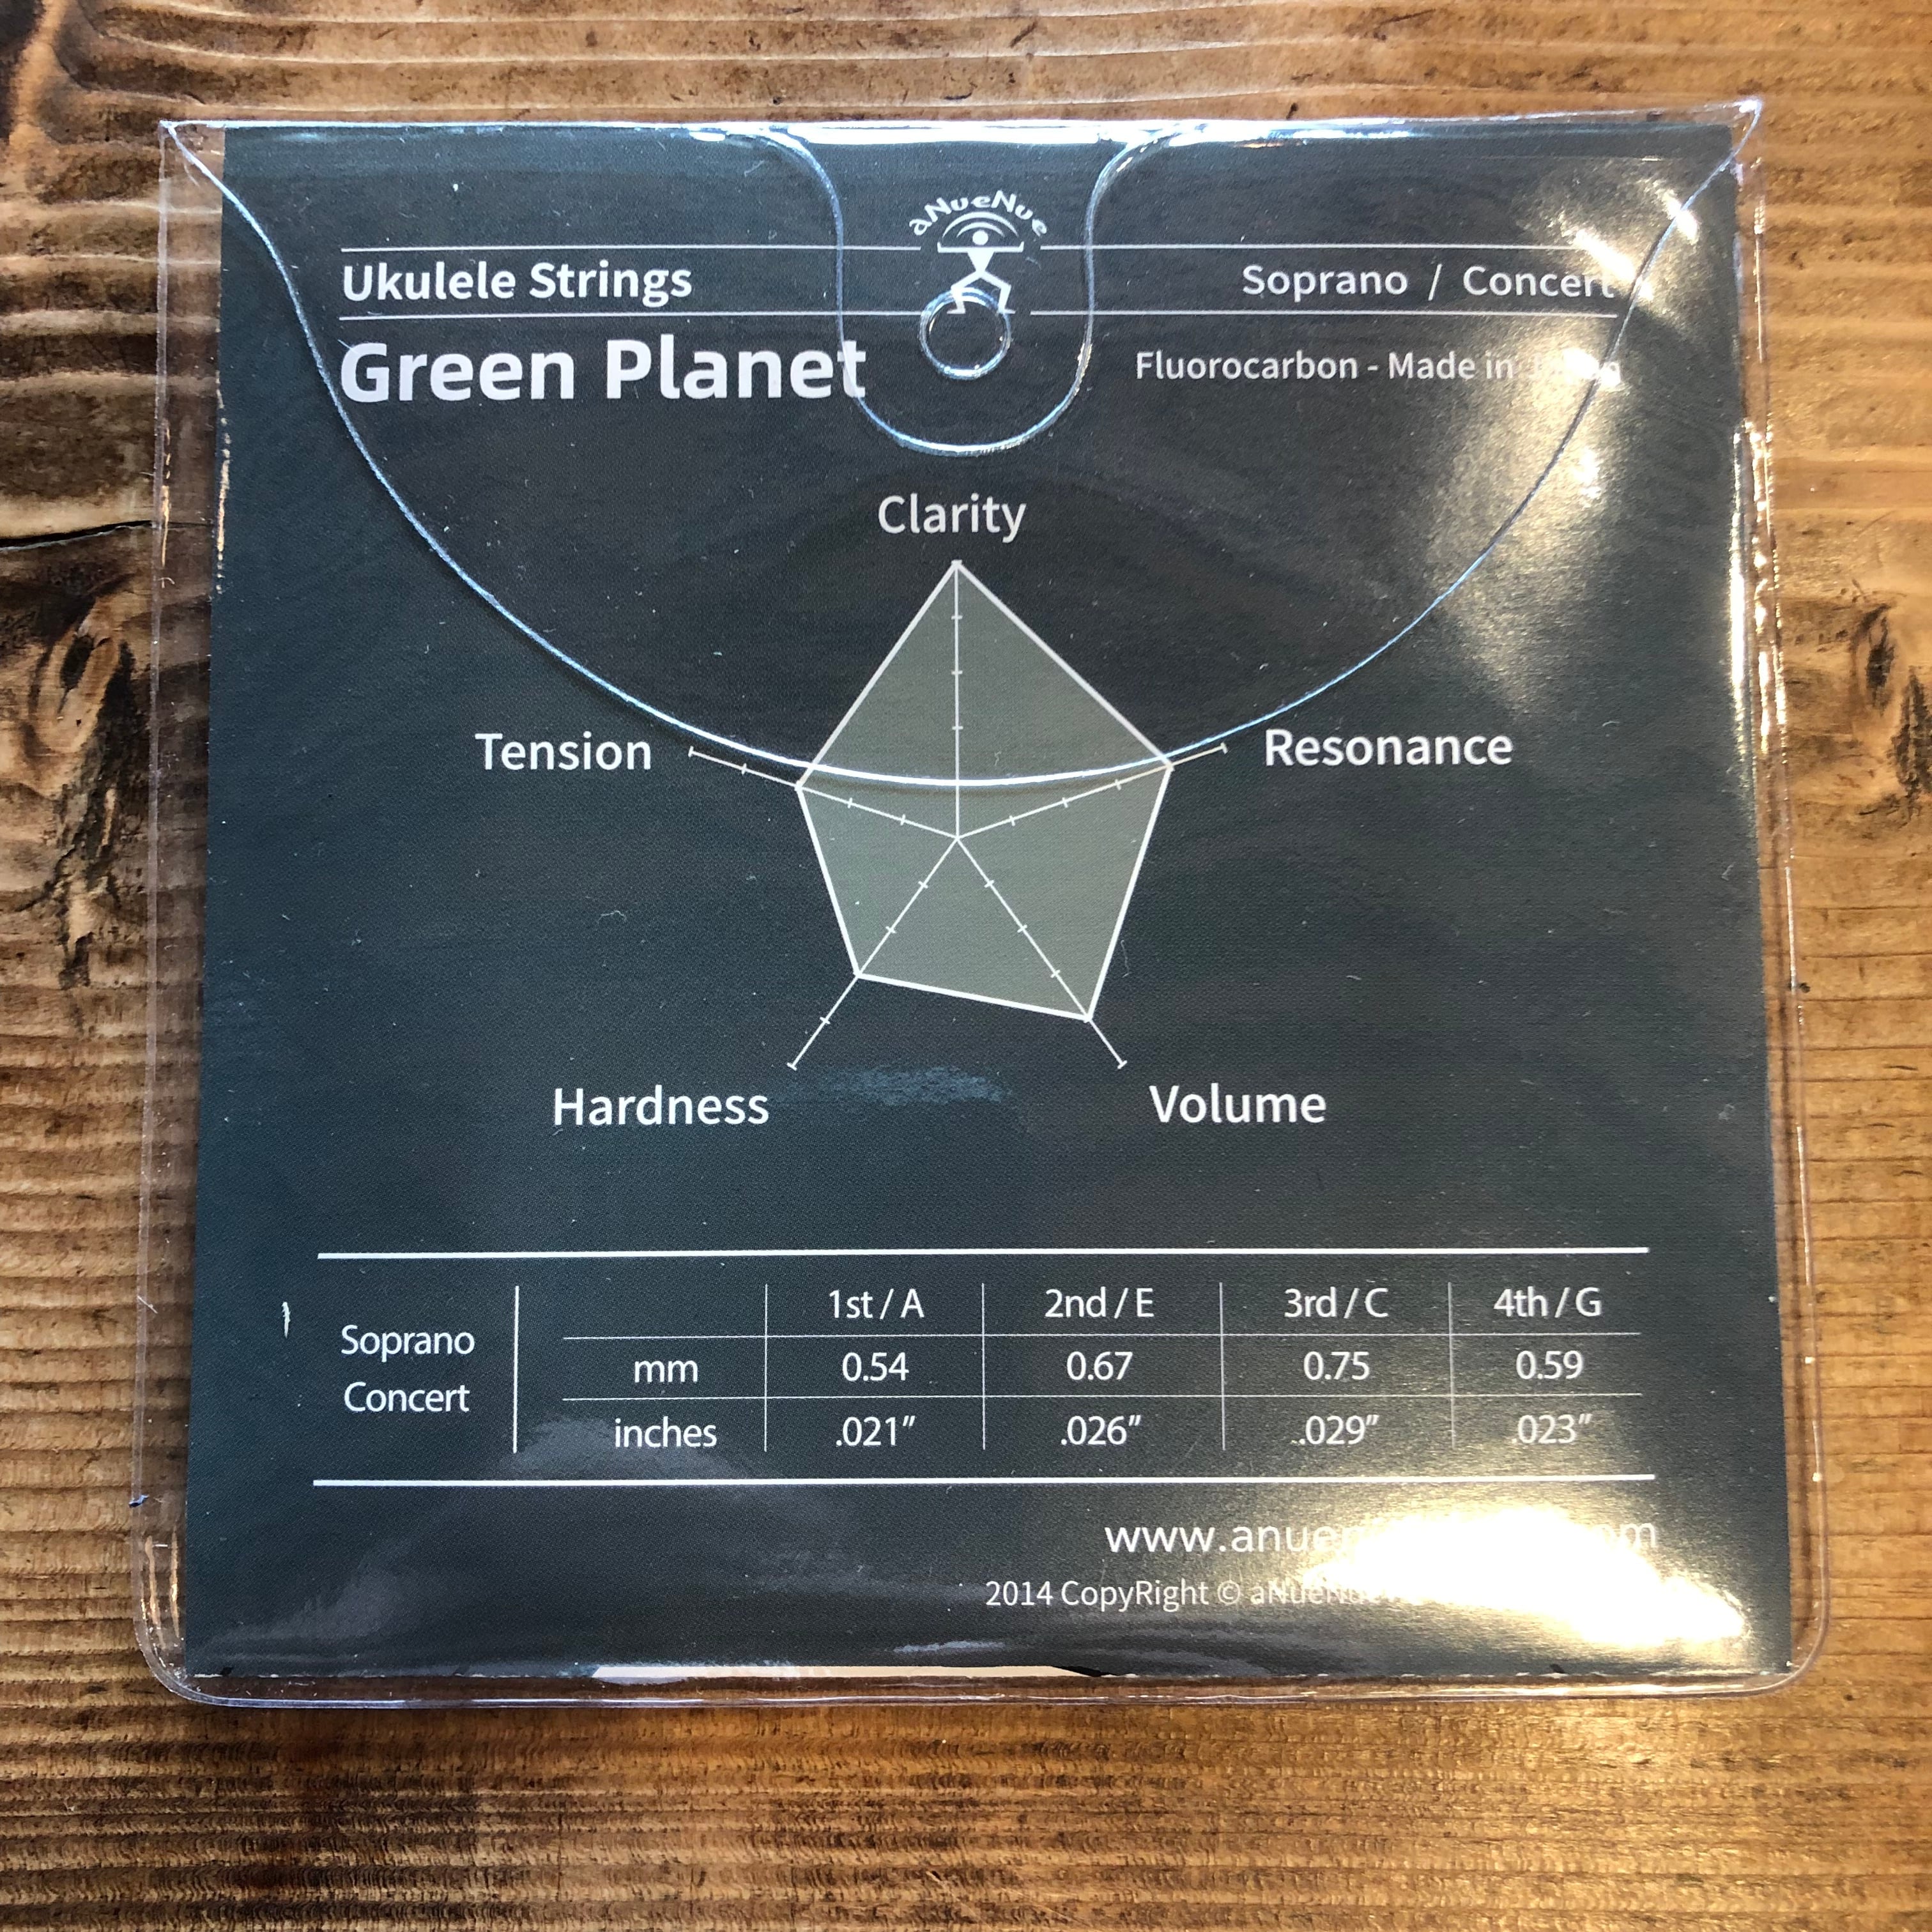 aNueNue
Ukulele Strings
Soprano / Concert
Green Planet
Fluorocarbon - Made in
Clarity
Tension
Resonance
Hardness
Volume
1st / A 2nd / E 3rd / C 4th / G
Soprano
Concert
mm 0.54 0.67 0.75 0.59
inches .021" .026" .029" .023"
2014 CopyRight © aNueNue